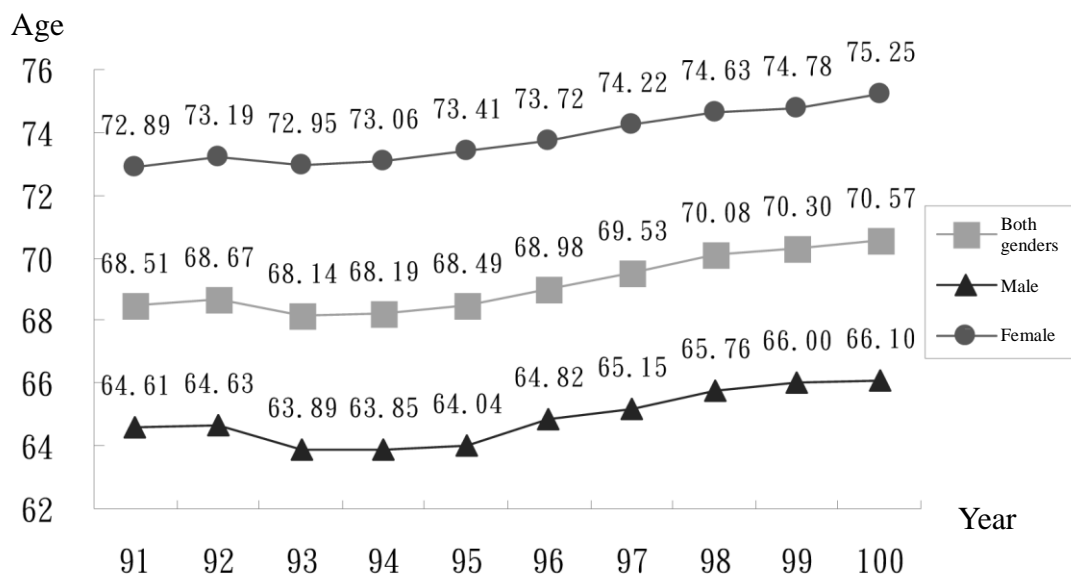 Age
76
74
72
70
68
66
64
62
72.89 73.19 72.95 73.06 73.41 73.72 74.22 74.63 74.78 75.25
68.51 68.67 68.14 68.19 68.49 68.98 69.53 70.08 70.30 70.57
64.61 64.63 63.89 63.85 64.04 64.82 65.15 65.76 66.00 66.10
Both
genders
Male
Female
Year
91 92 93 94 95 96 97 98 99 100